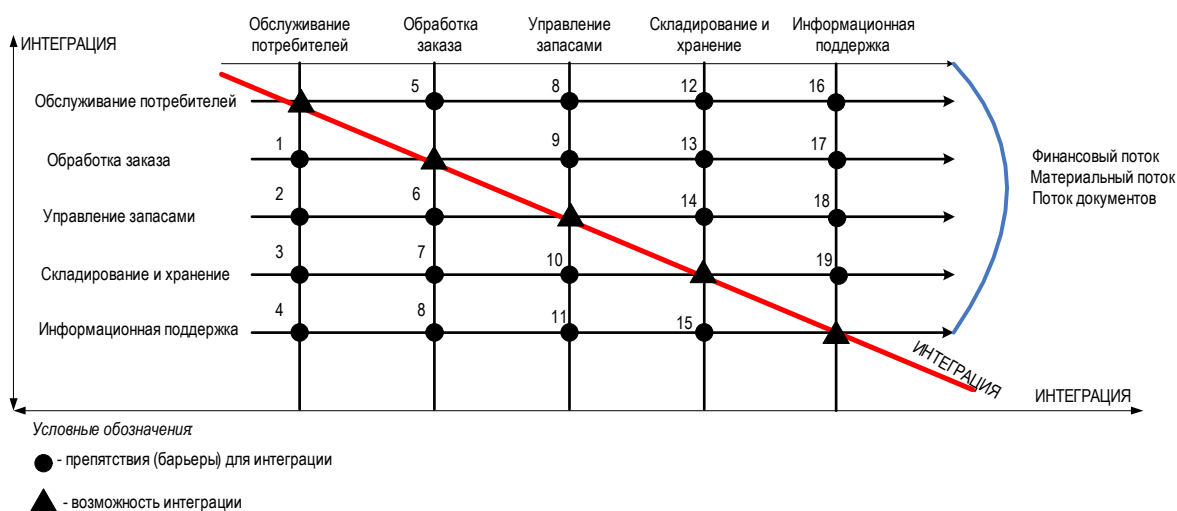 Обслуживание потребителей
Обработка заказа
Управление запасами
Складирование и хранение
Информационная поддержка
ИНТЕГРАЦИЯ
Обслуживание потребителей
5
8
12
16
Обработка заказа
1
9
13
17
Управление запасами
2
6
14
18
Складирование и хранение
3
7
10
19
Информационная поддержка
4
8
11
15
Финансовый поток
Материальный поток
Поток документов
ИНТЕГРАЦИЯ
ИНТЕГРАЦИЯ
Условные обозначения:
- препятствия (барьеры) для интеграции
- возможность интеграции